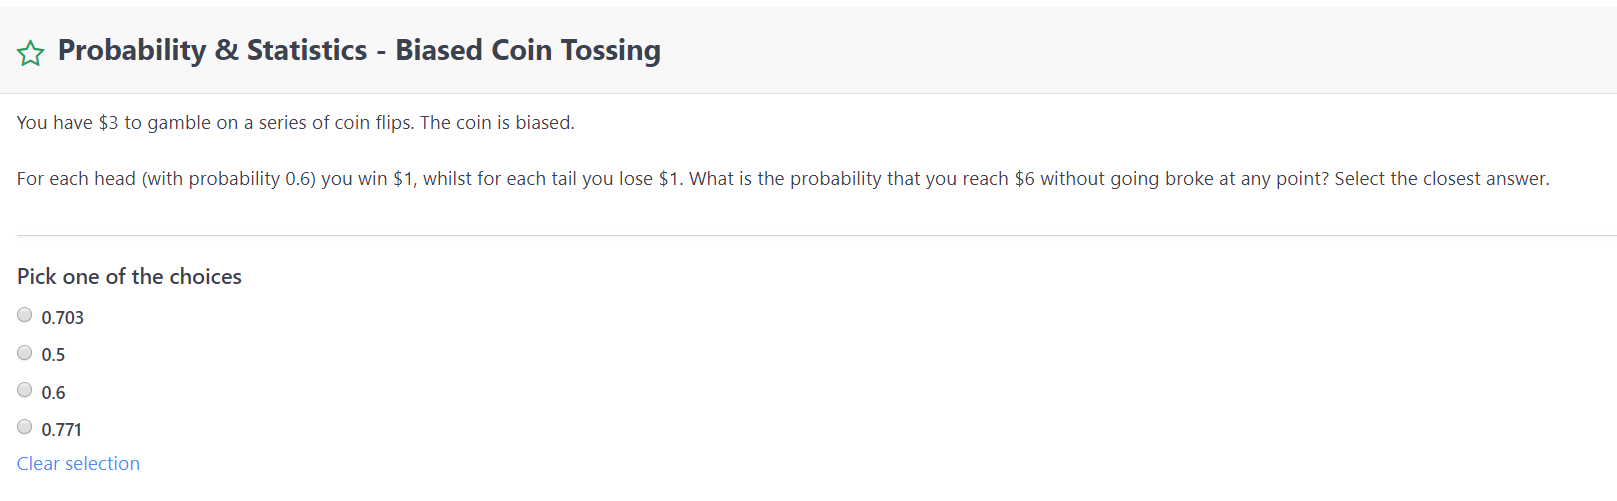 Probability & Statistics - Biased Coin Tossing
You have $3 to gamble on a series of coin flips. The coin is biased.
For each head (with probability 0.6) you win $1, whilst for each tail you lose $1. What is the probability that you reach $6 without going broke at any point? Select the closest answer.
Pick one of the choices
0.703
0.5
0.6
0.771
Clear selection